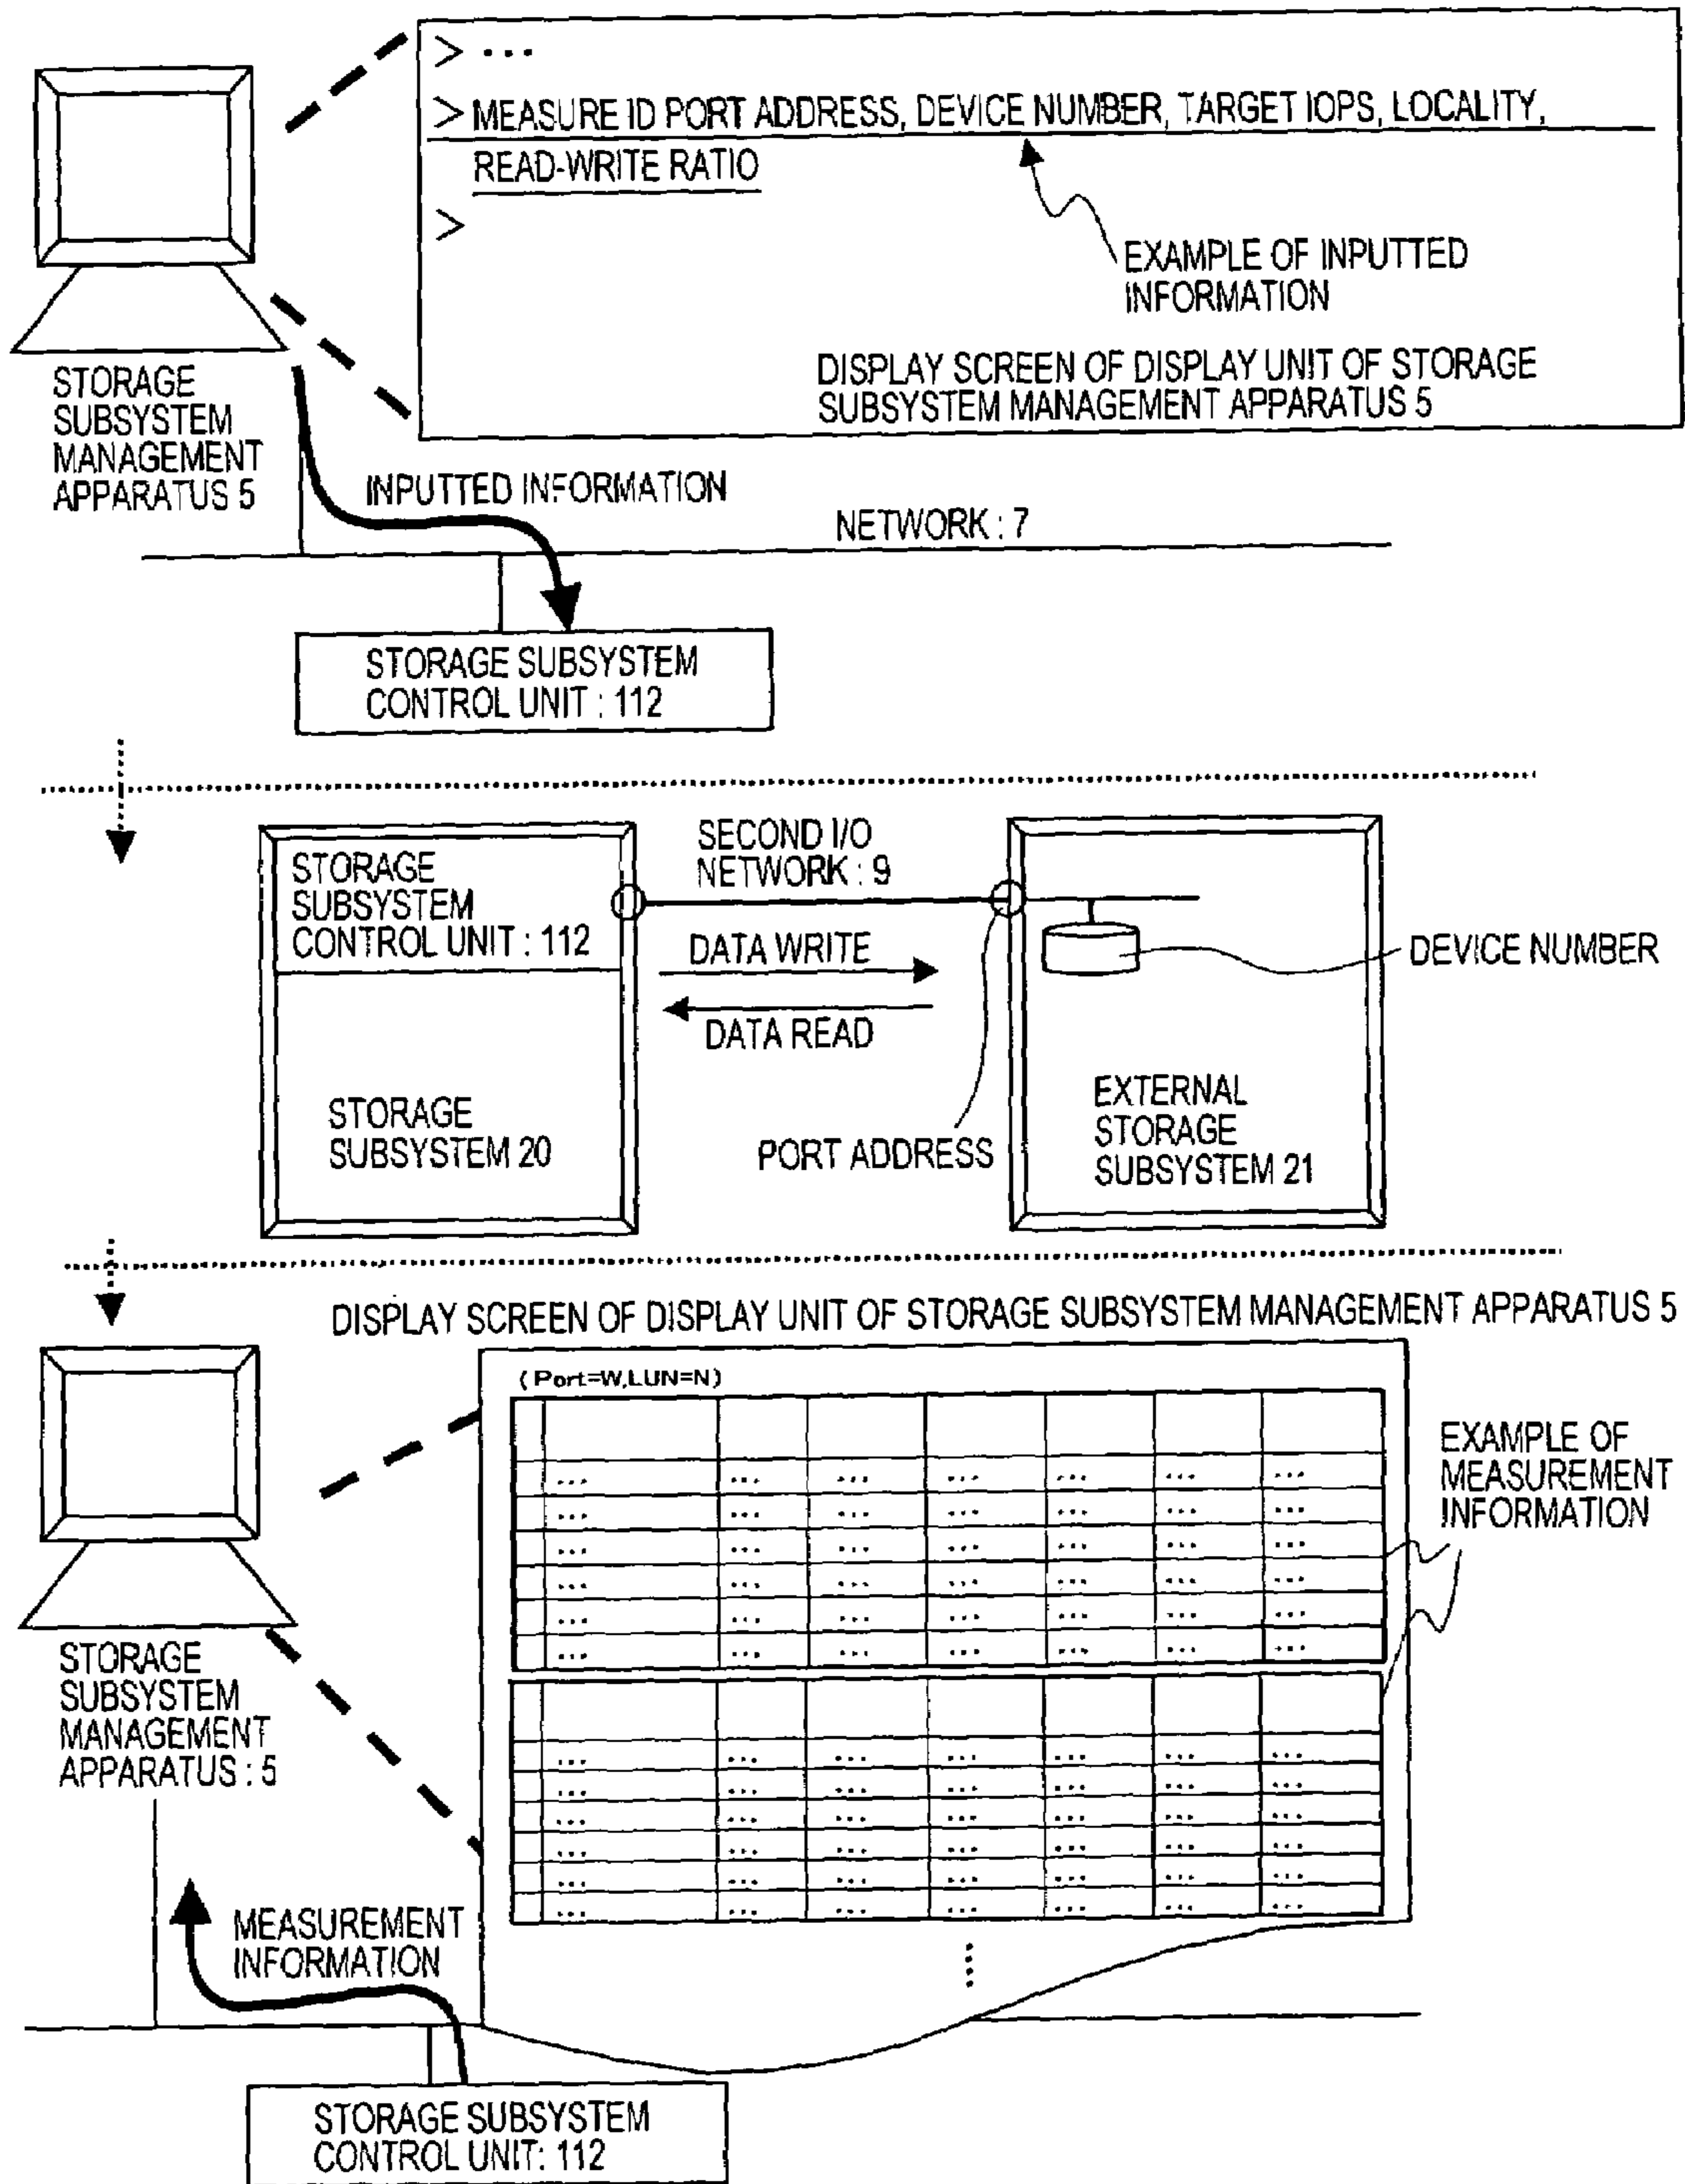 > ...
> MEASURE ID PORT ADDRESS, DEVICE NUMBER, TARGET IOPS, LOCALITY,
READ-WRITE RATIO
>
EXAMPLE OF INPUTTED
INFORMATION
DISPLAY SCREEN OF DISPLAY UNIT OF STORAGE
SUBSYSTEM MANAGEMENT APPARATUS 5
STORAGE
SUBSYSTEM
MANAGEMENT
APPARATUS 5
INPUTTED INFORMATION
NETWORK : 7
STORAGE SUBSYSTEM
CONTROL UNIT : 112
STORAGE
SUBSYSTEM
CONTROL UNIT : 112
SECOND I/O
NETWORK : 9
DATA WRITE
DATA READ
DEVICE NUMBER
STORAGE
SUBSYSTEM 20
PORT ADDRESS
EXTERNAL
STORAGE
SUBSYSTEM 21
DISPLAY SCREEN OF DISPLAY UNIT OF STORAGE SUBSYSTEM MANAGEMENT APPARATUS 5
(Port=W,LUN=N)
... ... ... ... ... ... ...
... ... ... ... ... ... ...
... ... ... ... ... ... ...
... ... ... ... ... ... ...
... ... ... ... ... ... ...
... ... ... ... ... ... ...
EXAMPLE OF
MEASUREMENT
INFORMATION
... ... ... ... ... ... ...
... ... ... ... ... ... ...
... ... ... ... ... ... ...
... ... ... ... ... ... ...
... ... ... ... ... ... ...
... ... ... ... ... ... ...
STORAGE
SUBSYSTEM
MANAGEMENT
APPARATUS : 5
MEASUREMENT
INFORMATION
STORAGE SUBSYSTEM
CONTROL UNIT: 112